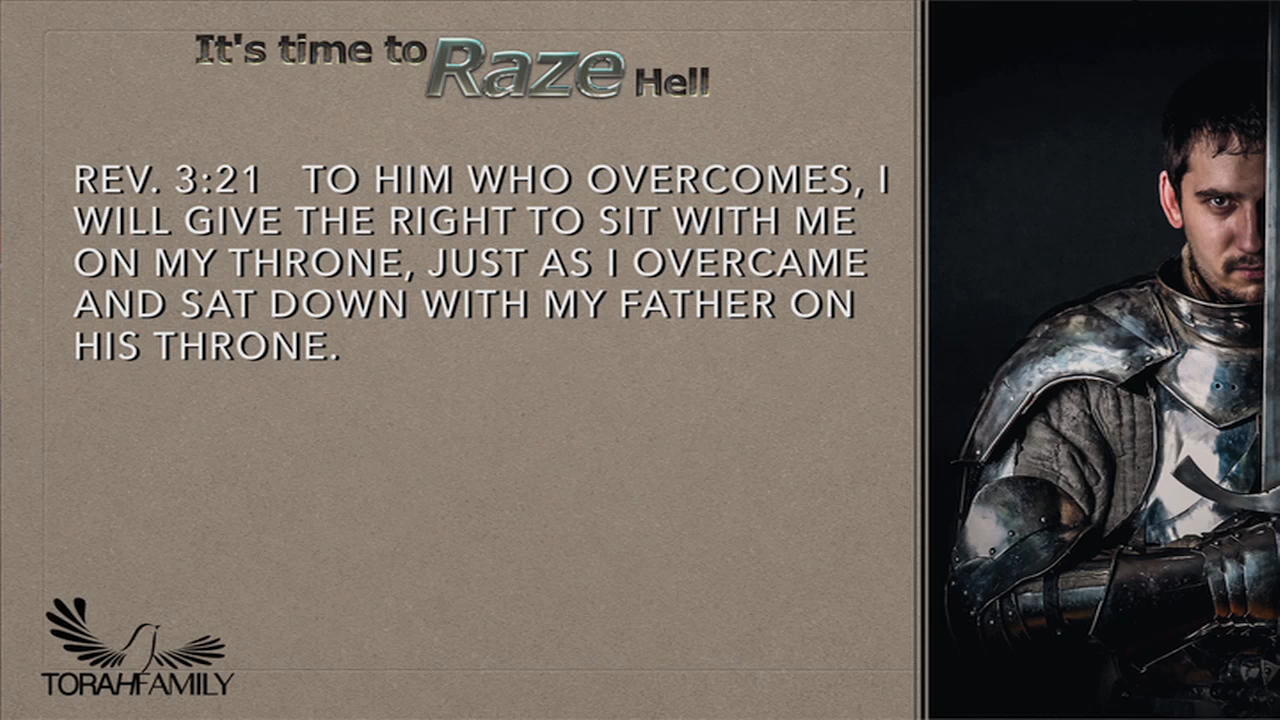 It's time to Raze Hell
REV. 3:21 TO HIM WHO OVERCOMES, I
WILL GIVE THE RIGHT TO SIT WITH ME
ON MY THRONE, JUST AS I OVERCAME
AND SAT DOWN WITH MY FATHER ON
HIS THRONE.
TORAHFAMILY